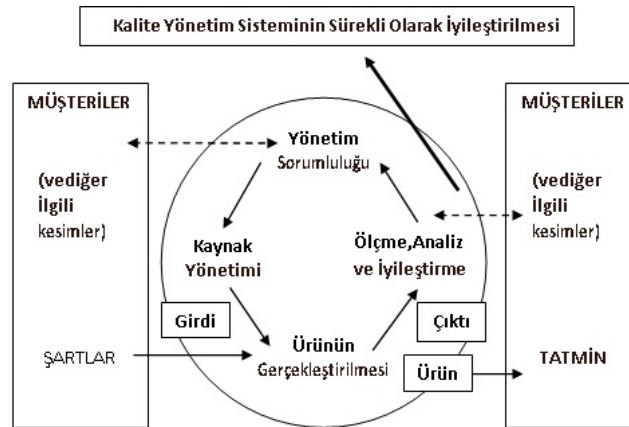 Kalite Yönetim Sisteminin Sürekli Olarak İyileştirilmesi
MÜŞTERİLER
(vediğer
İlgili
kesimler)
ŞARTLAR
Yönetim
Sorumluluğu
Kaynak
Yönetimi
Ölçme,Analiz
ve İyileştirme
Girdi
Çıktı
Ürünün
Gerçekleştirilmesi
Ürün
MÜŞTERİLER
(vediğer
İlgili
kesimler)
TATMİN